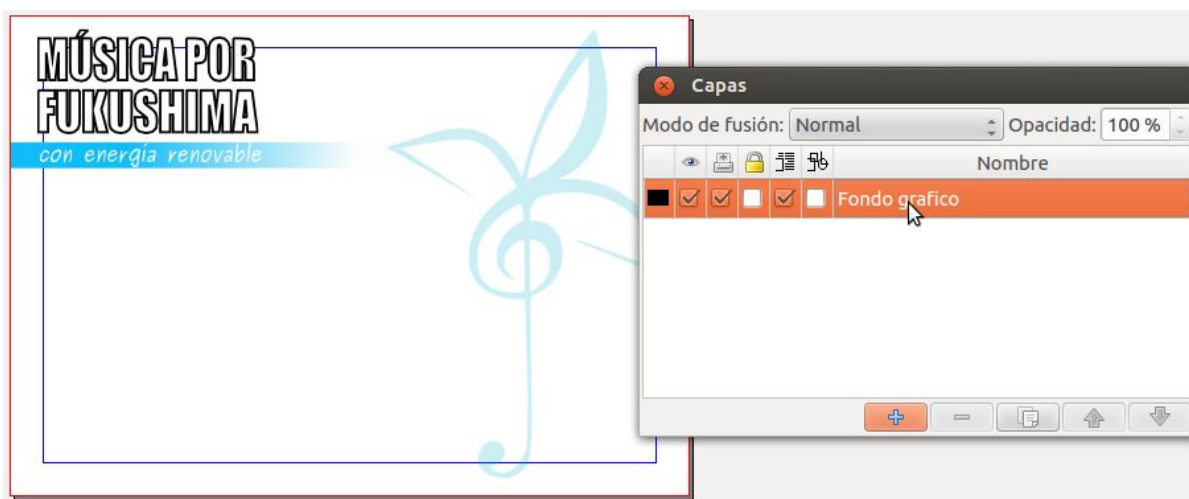 MÚSICA POR
FUKUSHIMA
con energía renovable
Capas
Modo de fusión: Normal Opacidad: 100 %
Nombre
Fondo grafico